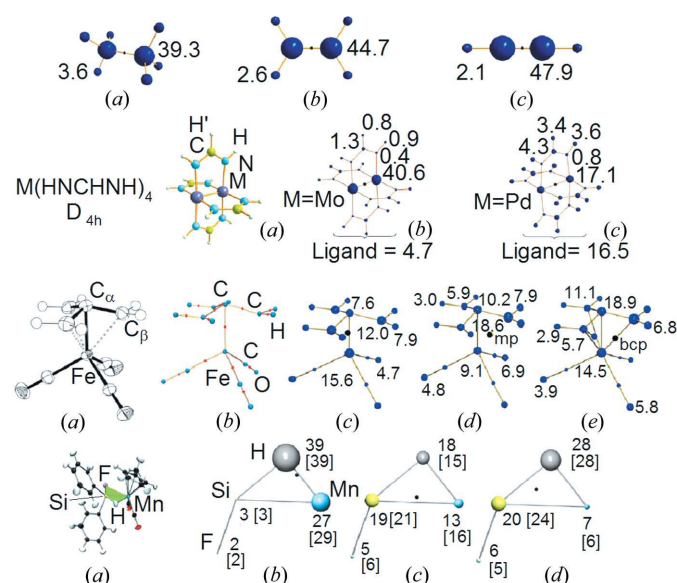 3.6 39.3
(a)
2.6 44.7
(b)
2.1 47.9
(c)
M(HNCHNH)4
D 4h
H' H
C N
M
(a)
0.8
1.3 0.9
0.4
40.6
M=Mo
(b)
Ligand = 4.7
3.4 3.6
4.3 0.8
17.1
M=Pd
(c)
Ligand= 16.5
Cα
Cβ
Fe
(a)
C C
H
C
Fe O
(b)
7.6
12.0 7.9
15.6 4.7
(c)
3.0 5.9 10.2 7.9
18.6
mp
9.1 6.9
4.8
(d)
11.1 18.9
2.9 5.7 6.8
bcp
14.5
3.9 5.8
(e)
F
Si Mn
H
(a)
H 39
[39]
Si Mn
3 [3] 27
[29]
F 2
[2]
(b)
18
[15]
19 [21] 13
[16]
5
[6]
(c)
28
[28]
20 [24] 7
[6]
6
[5]
(d)